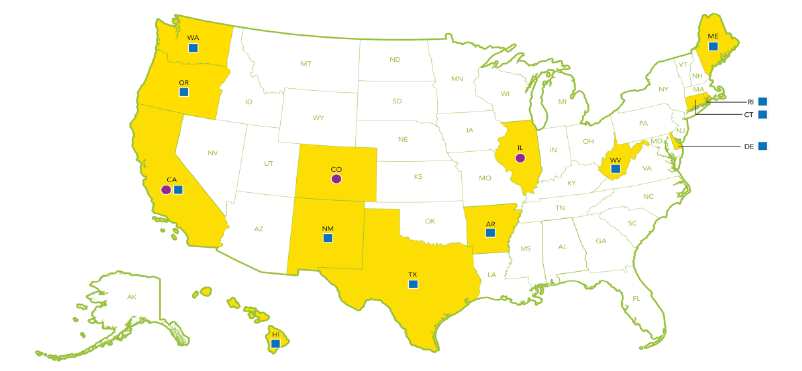 WA
ME
MT
ND
VT
NH
OR
ID
SD
MN
WI
MI
NY
MA
RI
CT
WY
IA
PA
NJ
NE
NV
UT
CO
IL
IN
OH
MD
DE
CA
KS
MO
WV
VA
KY
NC
AZ
NM
OK
AR
TN
SC
MS
AL
GA
TX
LA
AK
FL
HI